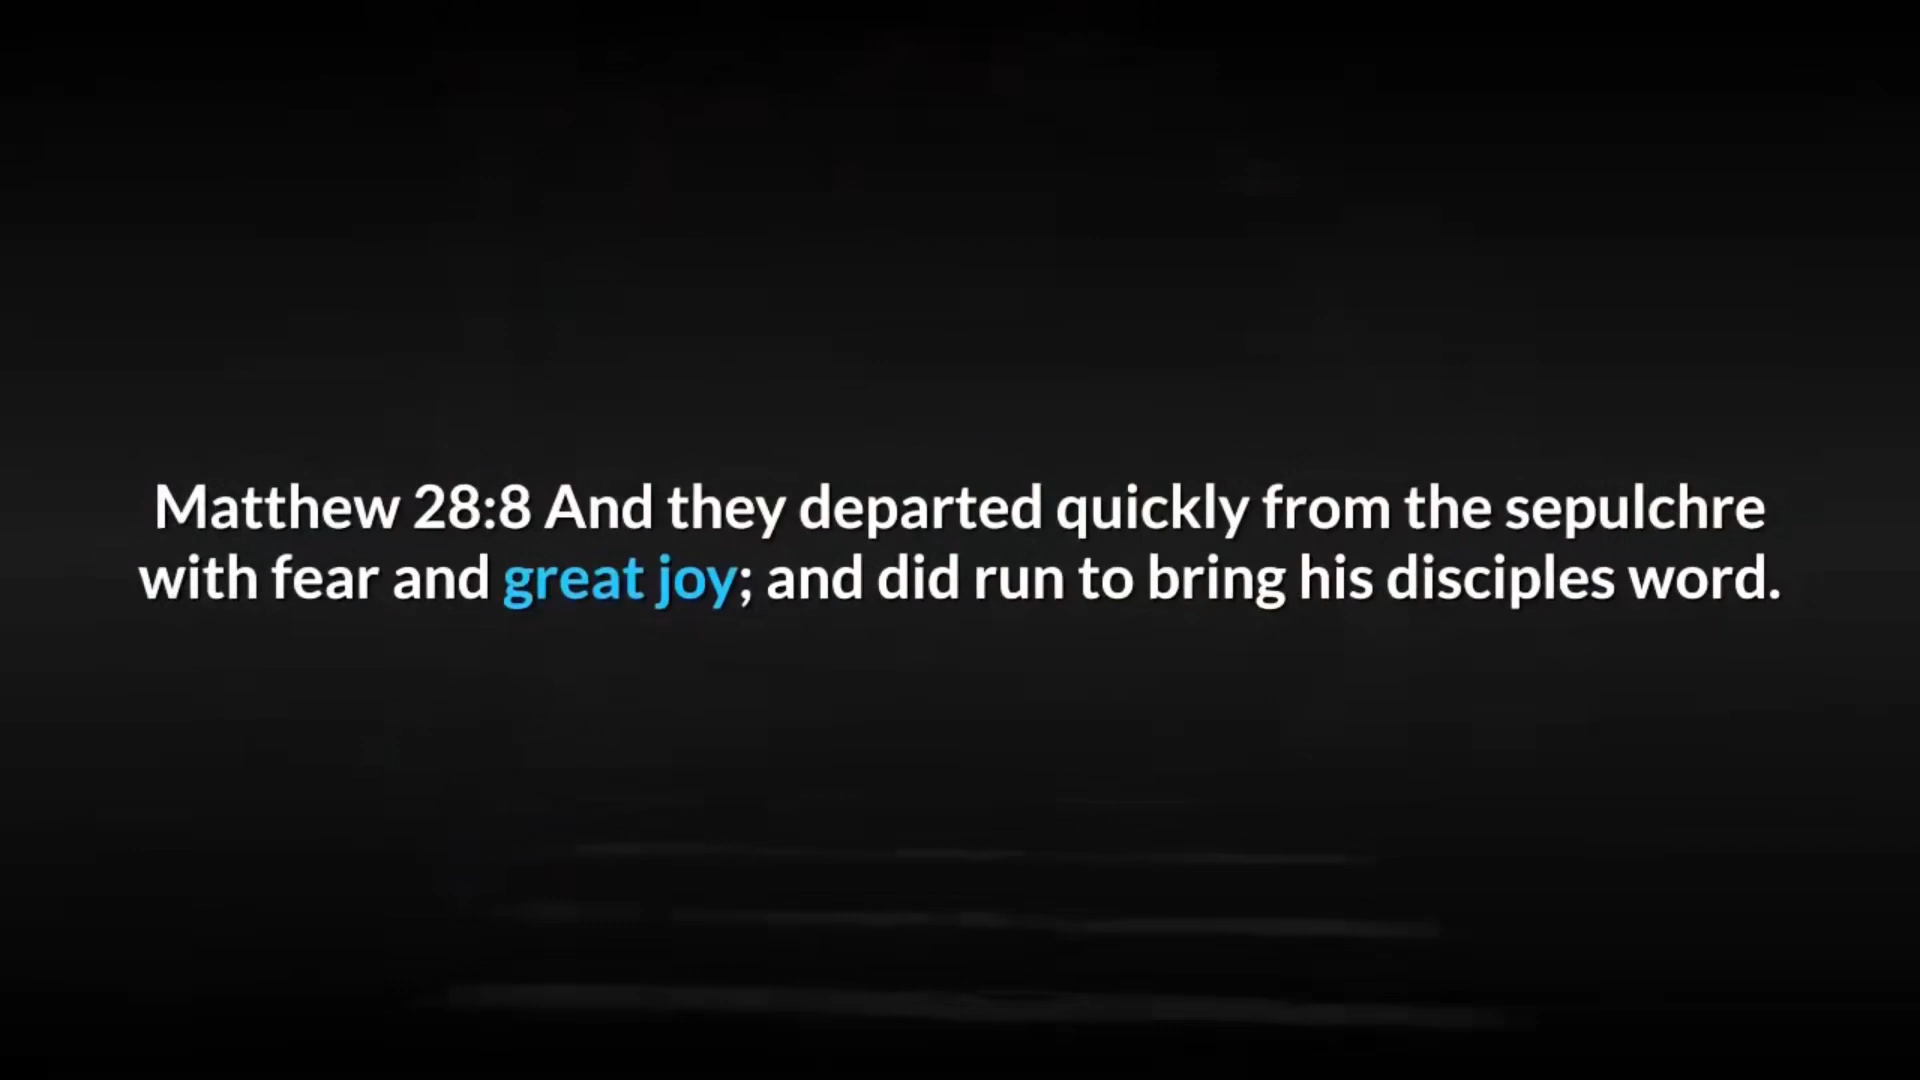 Matthew 28:8 And they departed quickly from the sepulchre
with fear and great joy; and did run to bring his disciples word.